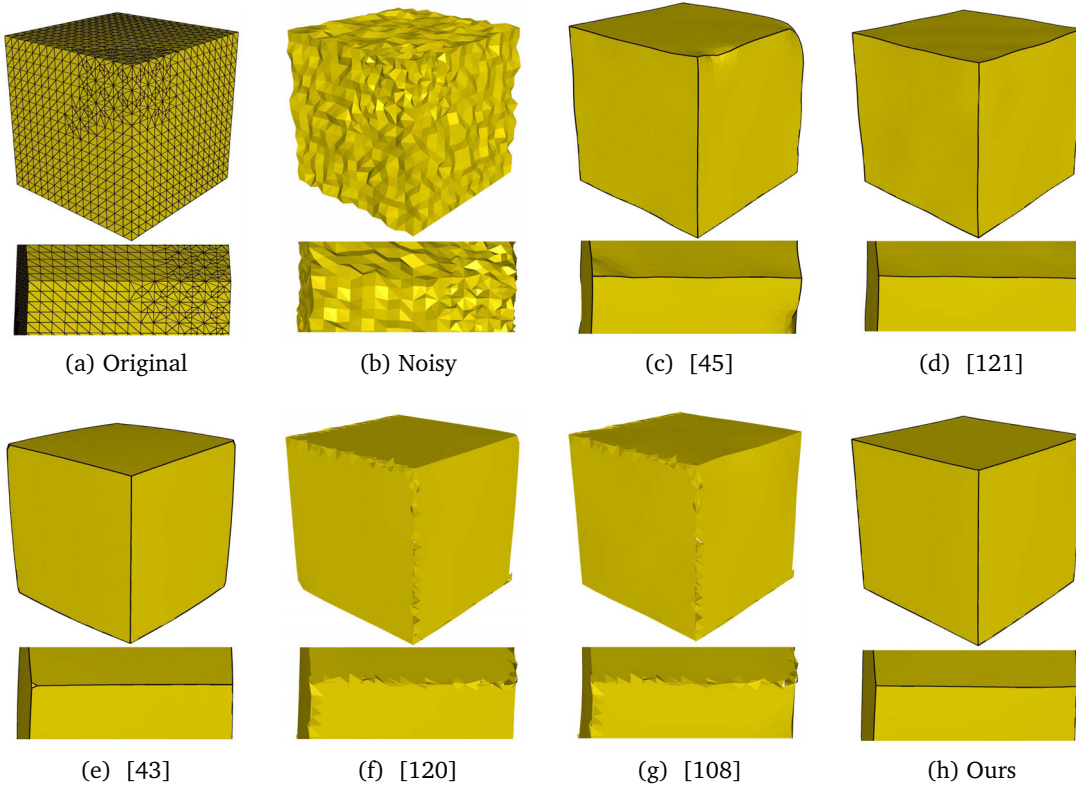 (a) Original
(b) Noisy
(c) [45]
(d) [121]
(e) [43]
(f) [120]
(g) [108]
(h) Ours